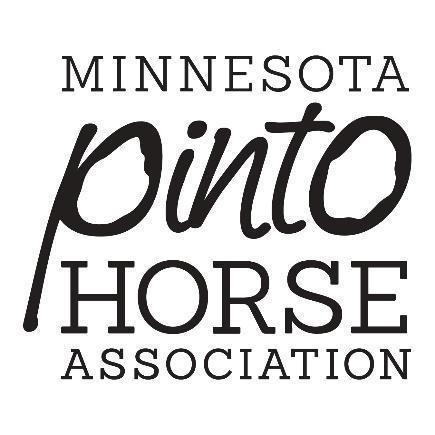 MINNESOTA
pinto
HORSE
ASSOCIATION